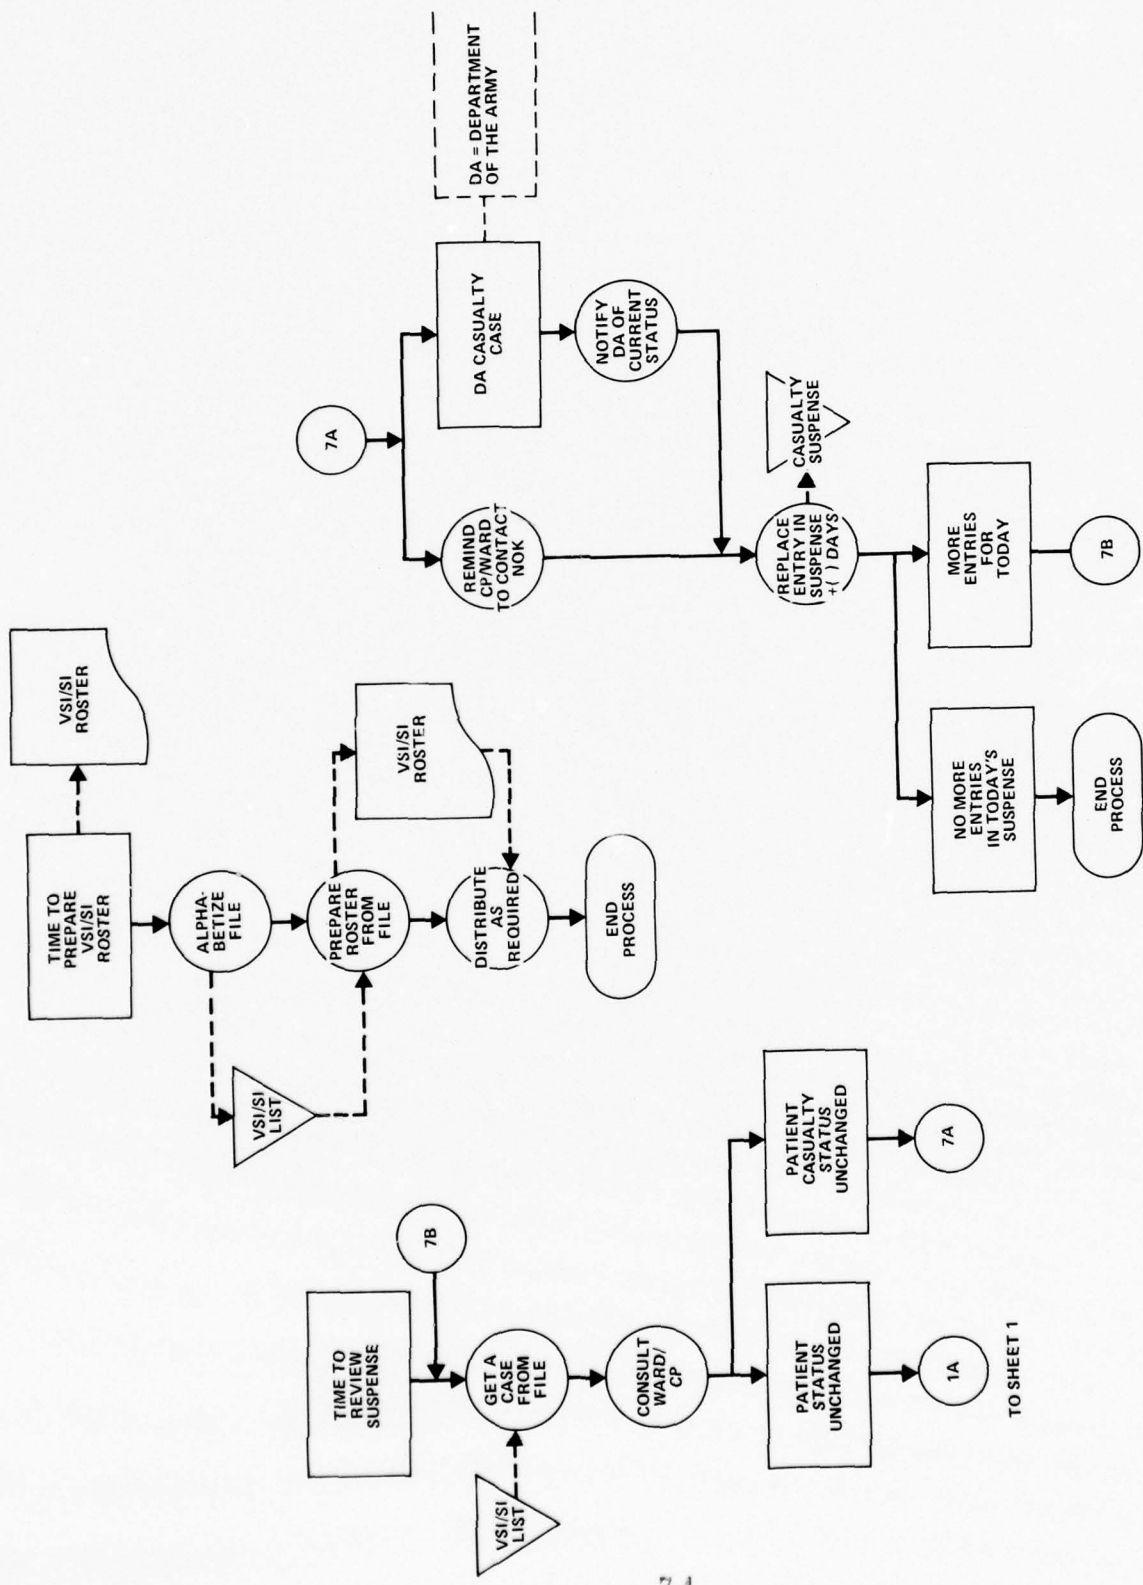 TIME TO
REVIEW
SUSPENSE
7B
VSI/SI
LIST
GET A
CASE
FROM
FILE
CONSULT
WARD/
CP
PATIENT
STATUS
UNCHANGED
PATIENT
CASUALTY
STATUS
UNCHANGED
1A
7A
TO SHEET 1
TIME TO
PREPARE
VSI/SI
ROSTER
VSI/SI
ROSTER
ALPHA-
BETIZE
FILE
VSI/SI
LIST
PREPARE
ROSTER
FROM
FILE
VSI/SI
ROSTER
DISTRIBUTE
AS
REQUIRED
END
PROCESS
7A
REMIND
CP/WARD
TO CONTACT
NOK
DA CASUALTY
CASE
DA = DEPARTMENT
OF THE ARMY
NOTIFY
DA OF
CURRENT
STATUS
REPLACE
ENTRY IN
SUSPENSE
+( ) DAYS
CASUALTY
SUSPENSE
NO MORE
ENTRIES
IN TODAY'S
SUSPENSE
MORE
ENTRIES
FOR
TODAY
END
PROCESS
7B